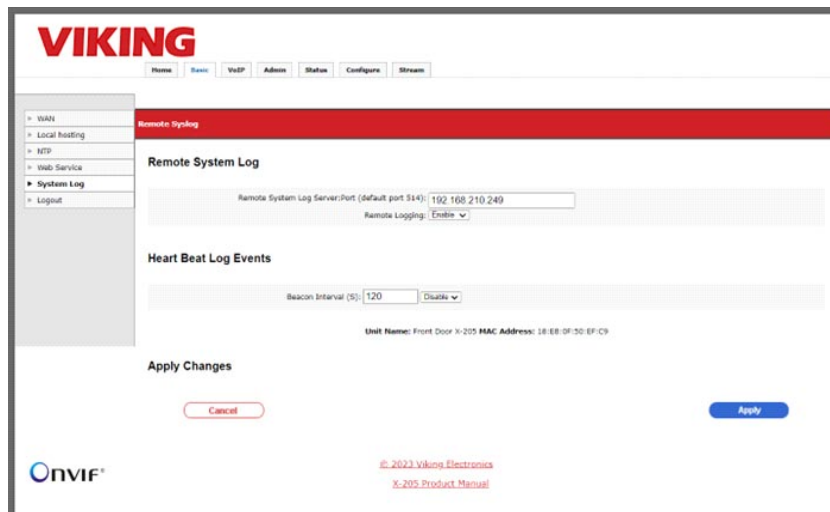 VIKING
Home Basic VoIP Admin Status Configure Stream
WAN
Local hosting
NTP
Web Service
System Log
Logout
Remote Syslog
Remote System Log
Remote System Log Server:Port (default port 514): 192.168.210.249
Remote Logging: Enable
Heart Beat Log Events
Beacon Interval (S): 120 Disable
Unit Name: Front Door X-205 MAC Address: 18:E8:0F:50:EF:C9
Apply Changes
Cancel Apply
ONVIF®
© 2023 Viking Electronics
X-205 Product Manual